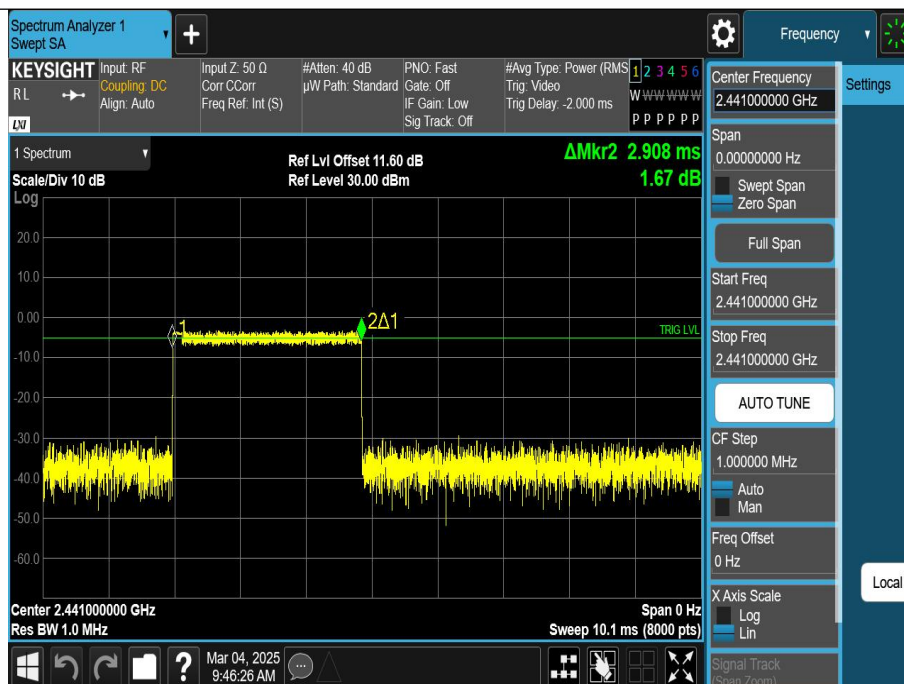 Spectrum Analyzer 1
Swept SA
+
Frequency
KEYSIGHT
R L
LXI
Input: RF
Coupling: DC
Align: Auto
Input Z: 50 Ω
Corr CCorr
Freq Ref: Int (S)
#Atten: 40 dB
µW Path: Standard
PNO: Fast
Gate: Off
IF Gain: Low
Sig Track: Off
#Avg Type: Power (RMS
Trig: Video
Trig Delay: -2.000 ms
1 2 3 4 5 6
W W W W W W
P P P P P P
1 Spectrum
Scale/Div 10 dB
Log
Ref Lvl Offset 11.60 dB
Ref Level 30.00 dBm
ΔMkr2 2.908 ms
1.67 dB
20.0
10.0
0.00
-10.0
-20.0
-30.0
-40.0
-50.0
-60.0
1
2Δ1
TRIG LVL
Center 2.441000000 GHz
Res BW 1.0 MHz
Span 0 Hz
Sweep 10.1 ms (8000 pts)
Center Frequency
2.441000000 GHz
Span
0.00000000 Hz
Swept Span
Zero Span
Full Span
Start Freq
2.441000000 GHz
Stop Freq
2.441000000 GHz
AUTO TUNE
CF Step
1.000000 MHz
Auto
Man
Freq Offset
0 Hz
X Axis Scale
Log
Lin
Signal Track
(Span Zoom)
Settings
Local
?
Mar 04, 2025
9:46:26 AM